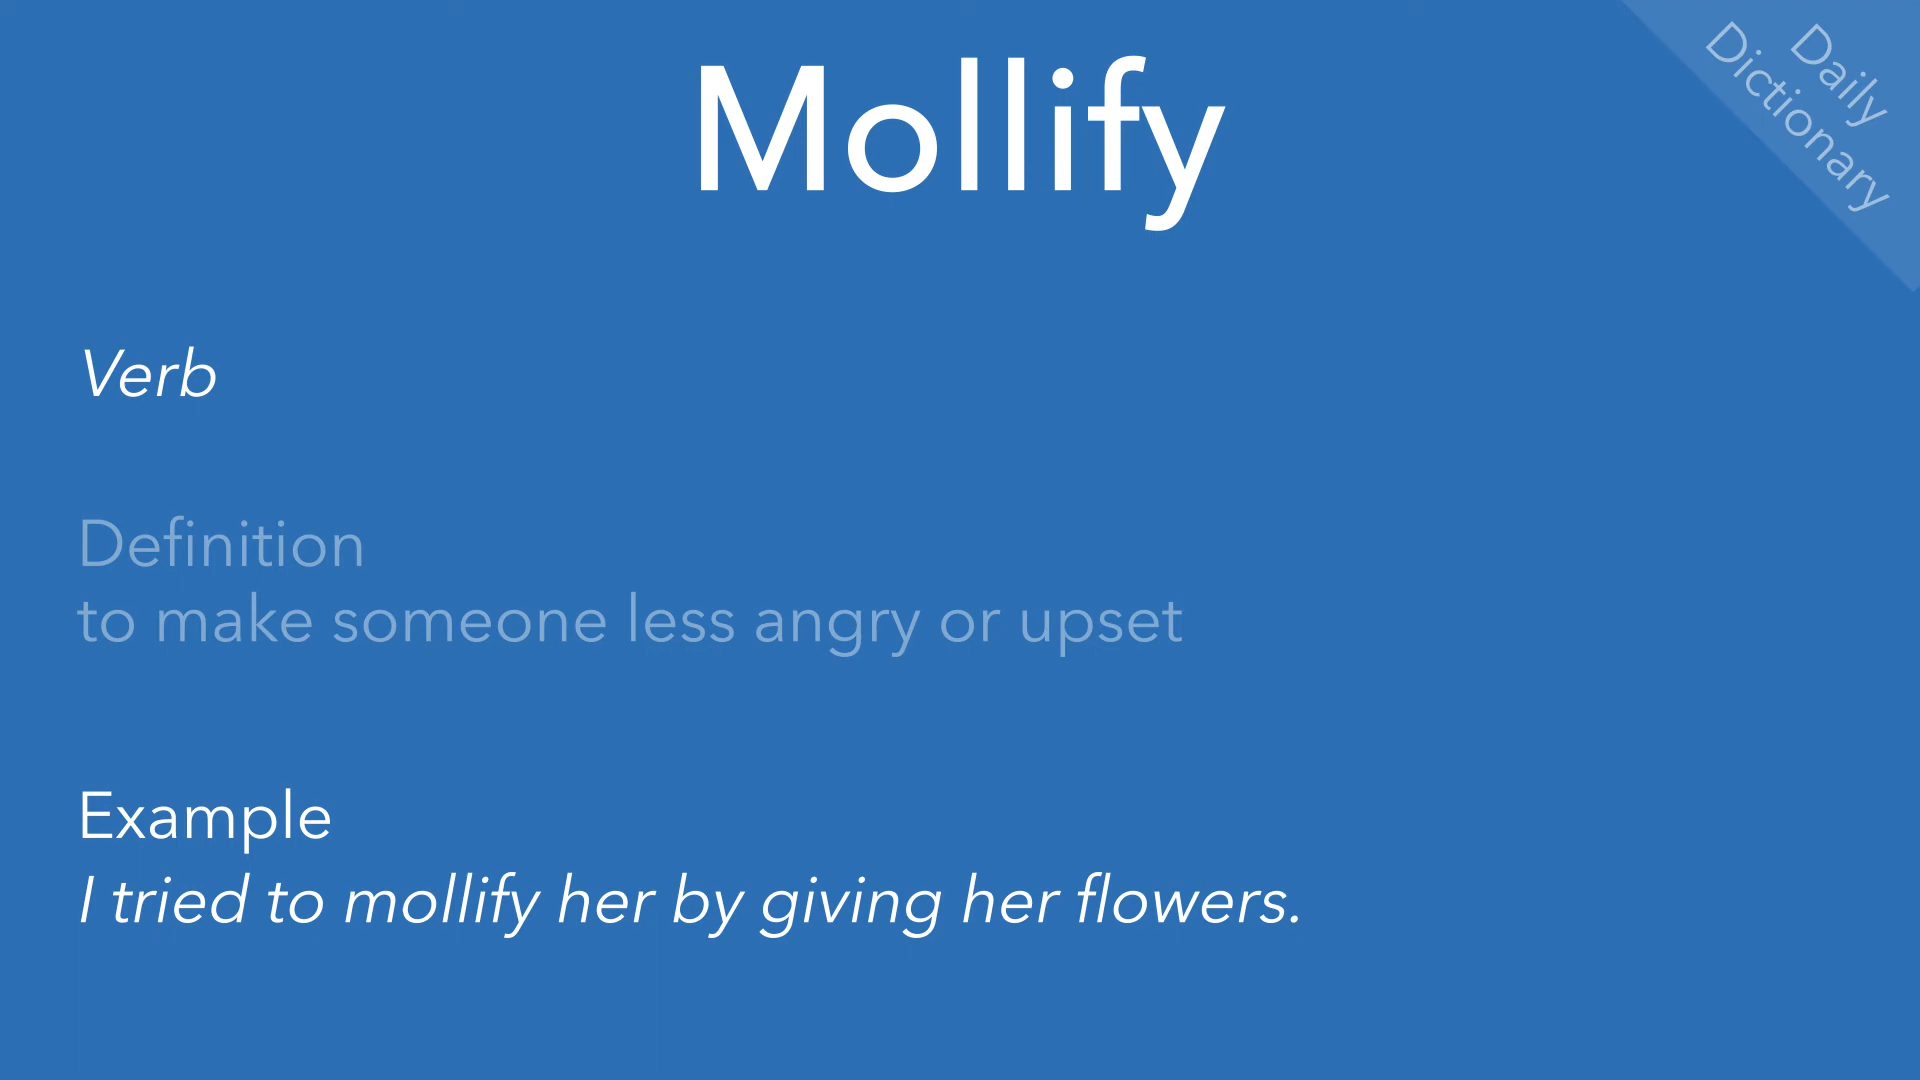 Mollify
Daily
Dictionary
Verb
Definition
to make someone less angry or upset
Example
I tried to mollify her by giving her flowers.